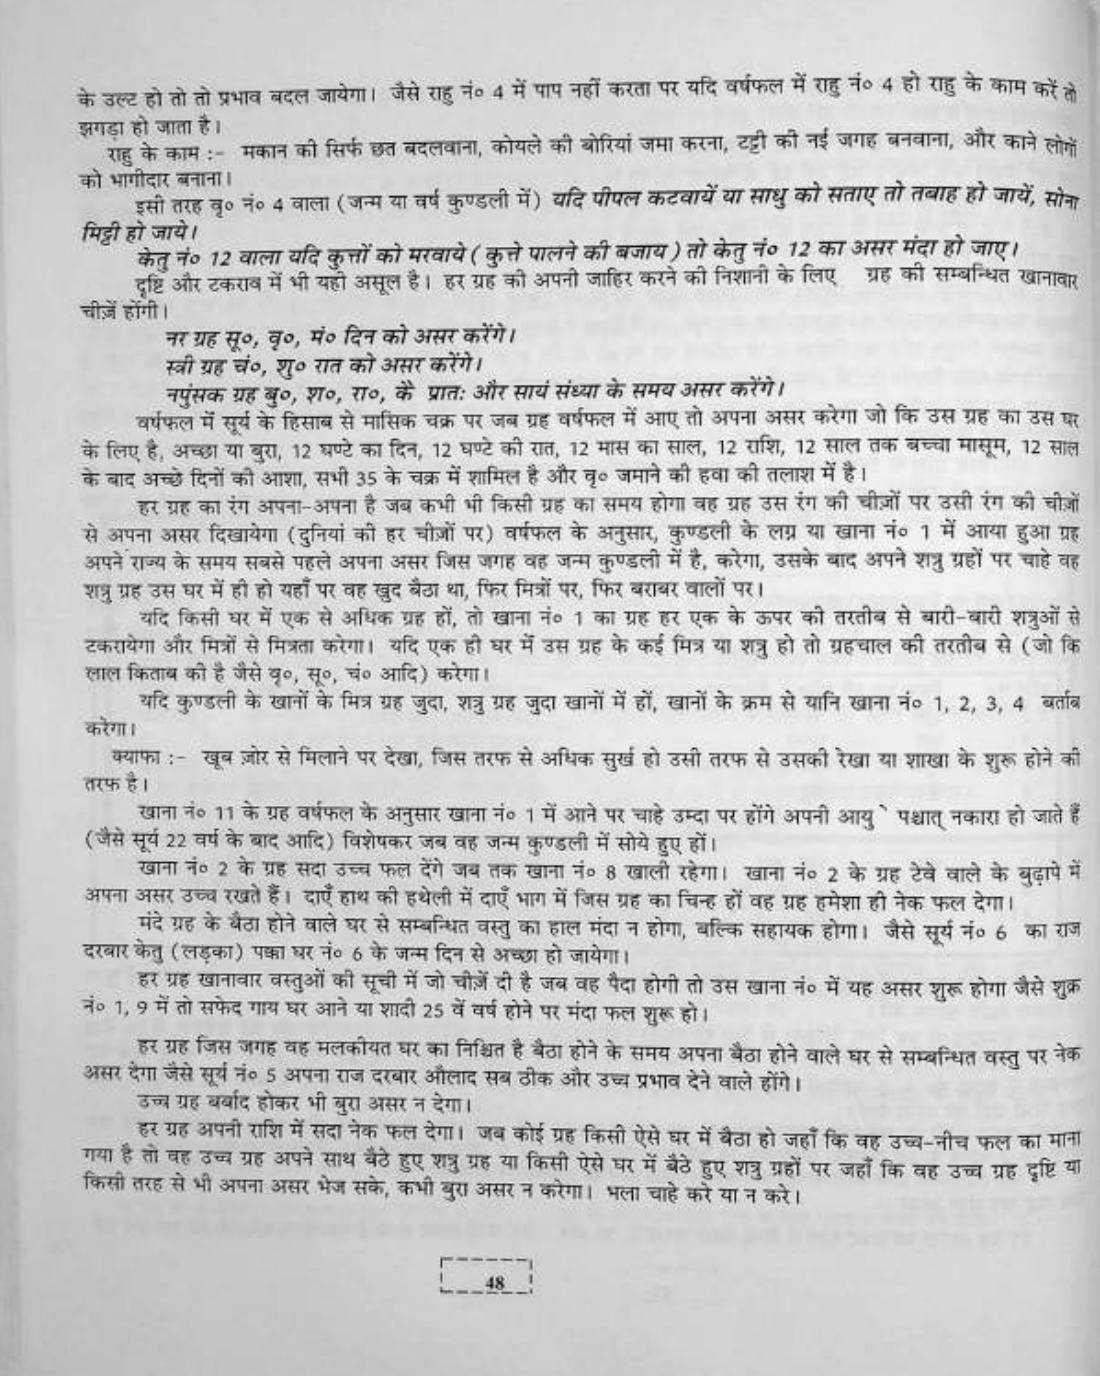 के उल्ट हो तो तो प्रभाव बदल जायेगा। जैसे राहु नं० 4 में पाप नहीं करता पर यदि वर्षफल में राहु नं० 4 हो राहु के काम करें तो
झगड़ा हो जाता है।
राहु के काम :- मकान की सिर्फ छत बदलवाना, कोयले की बोरियां जमा करना, टट्टी की नई जगह बनवाना, और काने लोगों
को भागीदार बनाना।
इसी तरह वृ० नं० 4 वाला (जन्म या वर्ष कुण्डली में) यदि पीपल कटवायें या साधु को सताए तो तबाह हो जायें, सोना
मिट्टी हो जाये।
केतु नं० 12 वाला यदि कुत्तों को मरवाये ( कुत्ते पालने की बजाय ) तो केतु नं० 12 का असर मंदा हो जाए।
दृष्टि और टकराव में भी यही असूल है। हर ग्रह की अपनी जाहिर करने की निशानी के लिए ग्रह की सम्बन्धित खानावार
चीज़ें होंगी।
नर ग्रह सू०, वृ०, मं० दिन को असर करेंगे।
स्त्री ग्रह चं०, शु० रात को असर करेंगे।
नपुंसक ग्रह बु०, श०, रा०, के प्रातः और सायं संध्या के समय असर करेंगे।
वर्षफल में सूर्य के हिसाब से मासिक चक्र पर जब ग्रह वर्षफल में आए तो अपना असर करेगा जो कि उस ग्रह का उस घर
के लिए है, अच्छा या बुरा, 12 घण्टे का दिन, 12 घण्टे की रात, 12 मास का साल, 12 राशि, 12 साल तक बच्चा मासूम, 12 साल
के बाद अच्छे दिनों की आशा, सभी 35 के चक्र में शामिल है और वृ० जमाने की हवा की तलाश में है।
हर ग्रह का रंग अपना-अपना है जब कभी भी किसी ग्रह का समय होगा वह ग्रह उस रंग की चीज़ों पर उसी रंग की चीज़ों
से अपना असर दिखायेगा (दुनियां की हर चीज़ों पर) वर्षफल के अनुसार, कुण्डली के लग्न या खाना नं० 1 में आया हुआ ग्रह
अपने राज्य के समय सबसे पहले अपना असर जिस जगह वह जन्म कुण्डली में है, करेगा, उसके बाद अपने शत्रु ग्रहों पर चाहे वह
शत्रु ग्रह उस घर में ही हो यहाँ पर वह खुद बैठा था, फिर मित्रों पर, फिर बराबर वालों पर।
यदि किसी घर में एक से अधिक ग्रह हों, तो खाना नं० 1 का ग्रह हर एक के ऊपर की तरतीब से बारी-बारी शत्रुओं से
टकरायेगा और मित्रों से मित्रता करेगा। यदि एक ही घर में उस ग्रह के कई मित्र या शत्रु हो तो ग्रहचाल की तरतीब से (जो कि
लाल किताब की है जैसे वृ०, सू०, चं० आदि) करेगा।
यदि कुण्डली के खानों के मित्र ग्रह जुदा, शत्रु ग्रह जुदा खानों में हों, खानों के क्रम से यानि खाना नं० 1, 2, 3, 4 बर्ताब
करेगा।
क्याफा :- खूब ज़ोर से मिलाने पर देखा, जिस तरफ से अधिक सुर्ख हो उसी तरफ से उसकी रेखा या शाखा के शुरू होने की
तरफ है।
खाना नं० 11 के ग्रह वर्षफल के अनुसार खाना नं० 1 में आने पर चाहे उम्दा पर होंगे अपनी आयु े पश्चात् नकारा हो जाते हैं
(जैसे सूर्य 22 वर्ष के बाद आदि) विशेषकर जब वह जन्म कुण्डली में सोये हुए हों।
खाना नं० 2 के ग्रह सदा उच्च फल देंगे जब तक खाना नं० 8 खाली रहेगा। खाना नं० 2 के ग्रह टेवे वाले के बुढ़ापे में
अपना असर उच्च रखते हैं। दाएँ हाथ की हथेली में दाएँ भाग में जिस ग्रह का चिन्ह हों वह ग्रह हमेशा ही नेक फल देगा।
मंदे ग्रह के बैठा होने वाले घर से सम्बन्धित वस्तु का हाल मंदा न होगा, बल्कि सहायक होगा। जैसे सूर्य नं० 6 का राज
दरबार केतु (लड़का) पक्का घर नं० 6 के जन्म दिन से अच्छा हो जायेगा।
हर ग्रह खानावार वस्तुओं की सूची में जो चीज़ें दी है जब वह पैदा होगी तो उस खाना नं० में यह असर शुरू होगा जैसे शुक्र
नं० 1, 9 में तो सफेद गाय घर आने या शादी 25 वें वर्ष होने पर मंदा फल शुरू हो।
हर ग्रह जिस जगह वह मलकीयत घर का निश्चित है बैठा होने के समय अपना बैठा होने वाले घर से सम्बन्धित वस्तु पर नेक
असर देगा जैसे सूर्य नं० 5 अपना राज दरबार औलाद सब ठीक और उच्च प्रभाव देने वाले होंगे।
उच्च ग्रह बर्बाद होकर भी बुरा असर न देगा।
हर ग्रह अपनी राशि में सदा नेक फल देगा। जब कोई ग्रह किसी ऐसे घर में बैठा हो जहाँ कि वह उच्च-नीच फल का माना
गया है तो वह उच्च ग्रह अपने साथ बैठे हुए शत्रु ग्रह या किसी ऐसे घर में बैठे हुए शत्रु ग्रहों पर जहाँ कि वह उच्च ग्रह दृष्टि या
किसी तरह से भी अपना असर भेज सके, कभी बुरा असर न करेगा। भला चाहे करे या न करे।
48